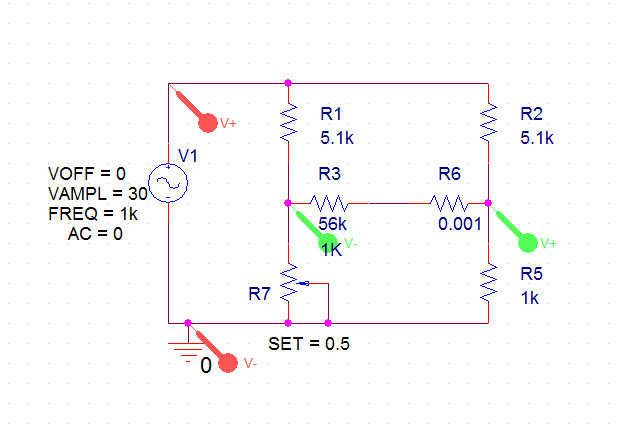 R1
5.1k
R2
5.1k
V+
V1
VOFF = 0
VAMPL = 30
FREQ = 1k
AC = 0
R3
56k
R6
0.001
V-
V+
1K
R7
R5
1k
SET = 0.5
0
V-